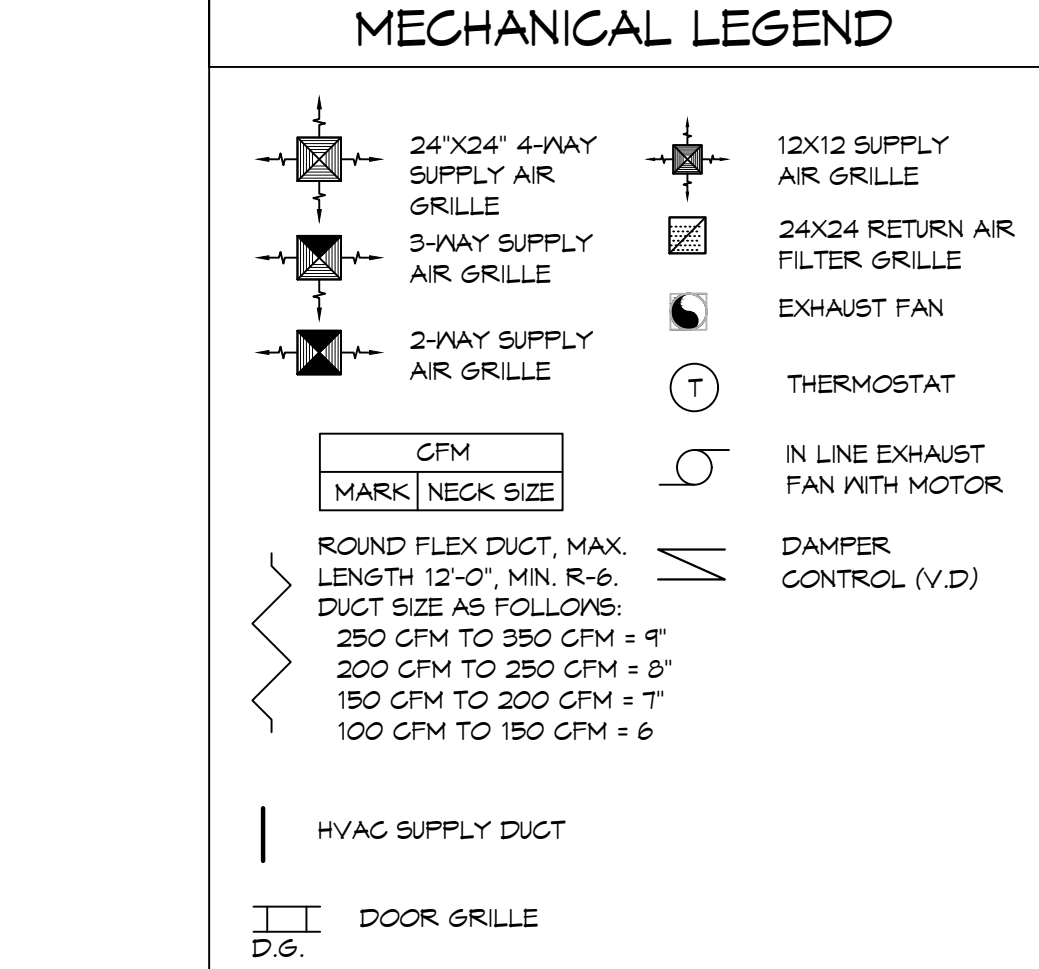 MECHANICAL LEGEND
24"X24" 4-WAY
SUPPLY AIR
GRILLE
3-WAY SUPPLY
AIR GRILLE
2-WAY SUPPLY
AIR GRILLE
CFM
MARK NECK SIZE
ROUND FLEX DUCT, MAX.
LENGTH 12'-0", MIN. R-6.
DUCT SIZE AS FOLLOWS:
250 CFM TO 350 CFM = 9"
200 CFM TO 250 CFM = 8"
150 CFM TO 200 CFM = 7"
100 CFM TO 150 CFM = 6
HVAC SUPPLY DUCT
DOOR GRILLE
D.G.
12X12 SUPPLY
AIR GRILLE
24X24 RETURN AIR
FILTER GRILLE
EXHAUST FAN
T THERMOSTAT
IN LINE EXHAUST
FAN WITH MOTOR
DAMPER
CONTROL (V.D)